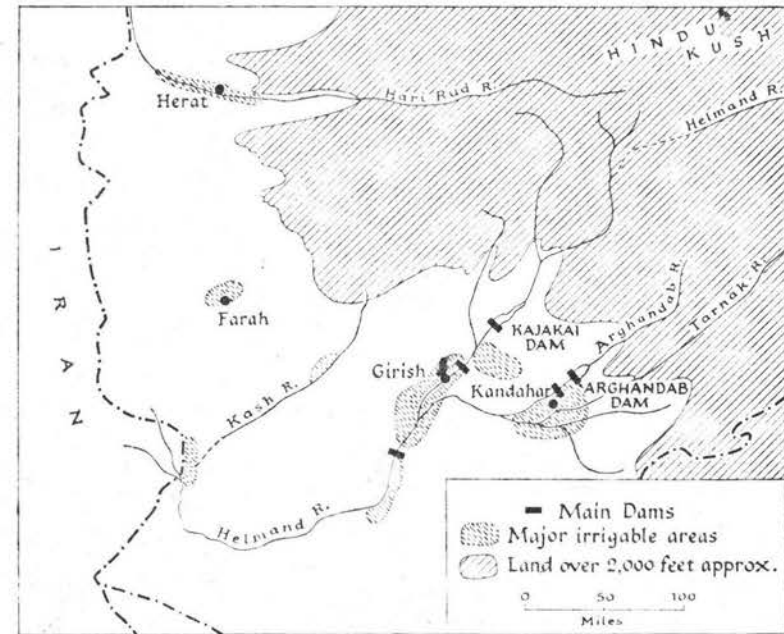 HINDU
KUSH
Herat
Hari Rud R.
Helmand R.
IRAN
Farah
KAJAKAI
DAM
Arghandab R.
Tarnak R.
Girish
Kandahar
ARGHANDAB
DAM
Kash R.
Helmand R.
Main Dams
Major irrigable areas
Land over 2,000 feet approx.
0 50 100
Miles